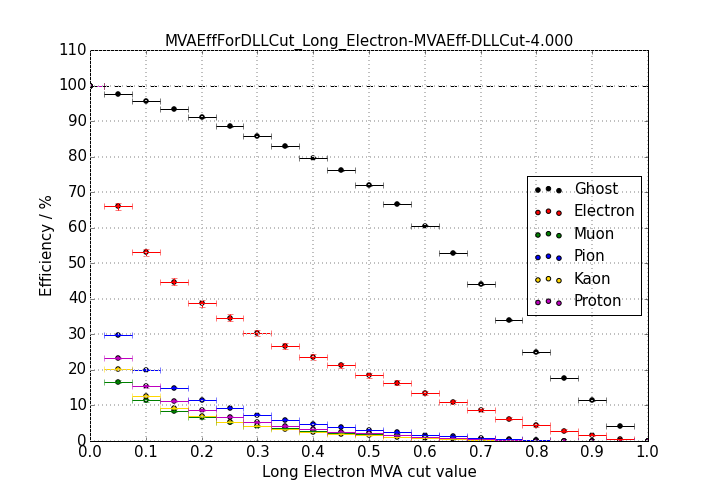 MVAEffForDLLCut_Long_Electron-MVAEff-DLLCut-4.000
110
100
90
80
70
60
50
40
30
20
10
0
Efficiency / %
Ghost
Electron
Muon
Pion
Kaon
Proton
0.0 0.1 0.2 0.3 0.4 0.5 0.6 0.7 0.8 0.9 1.0
Long Electron MVA cut value